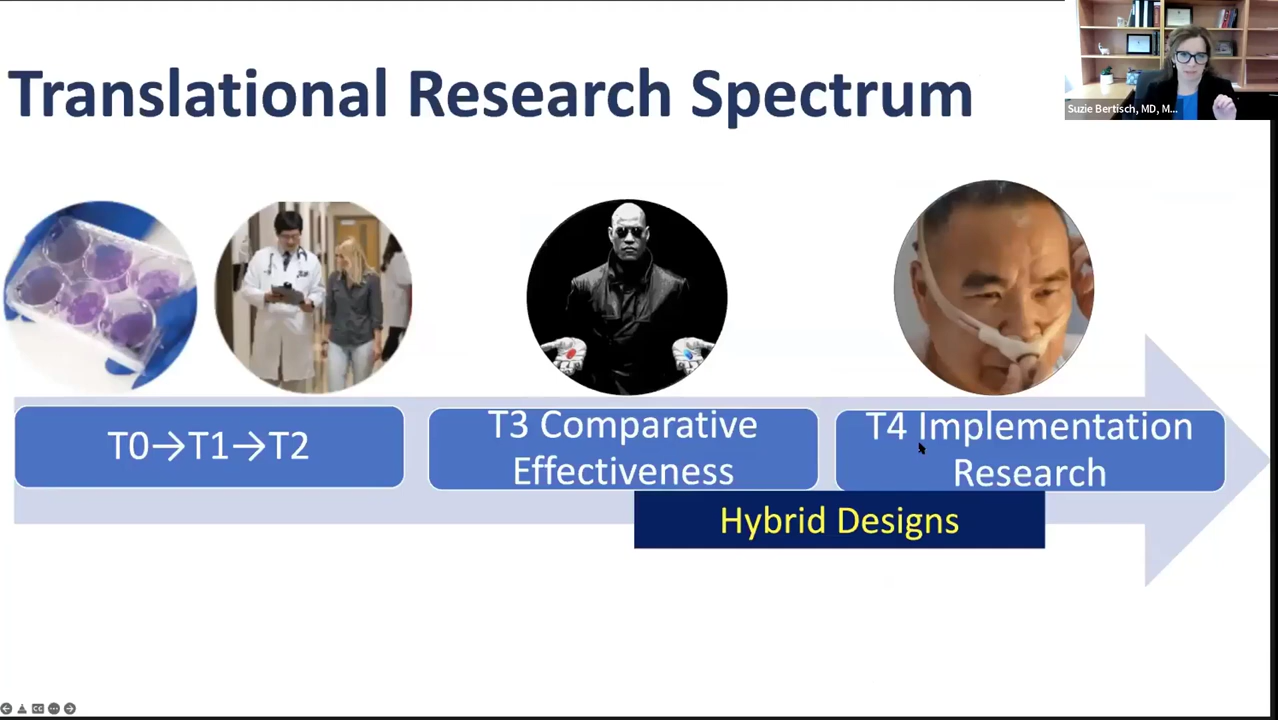 Translational Research Spectrum
Suzie Bertisch, MD, M...
T0→T1→T2
T3 Comparative
Effectiveness
T4 Implementation
Research
Hybrid Designs